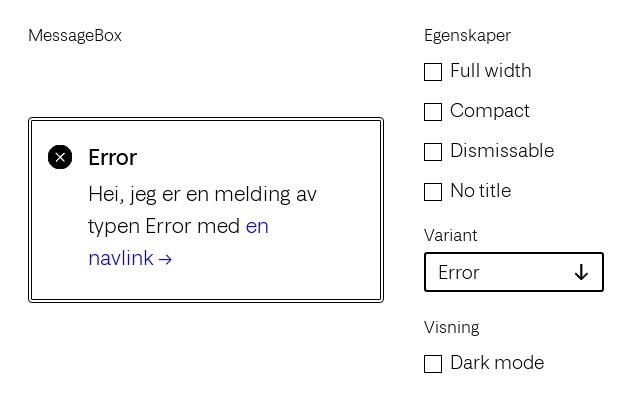 MessageBox
Error
Hei, jeg er en melding av
typen Error med en
navlink →
Egenskaper
Full width
Compact
Dismissable
No title
Variant
Error
Visning
Dark mode